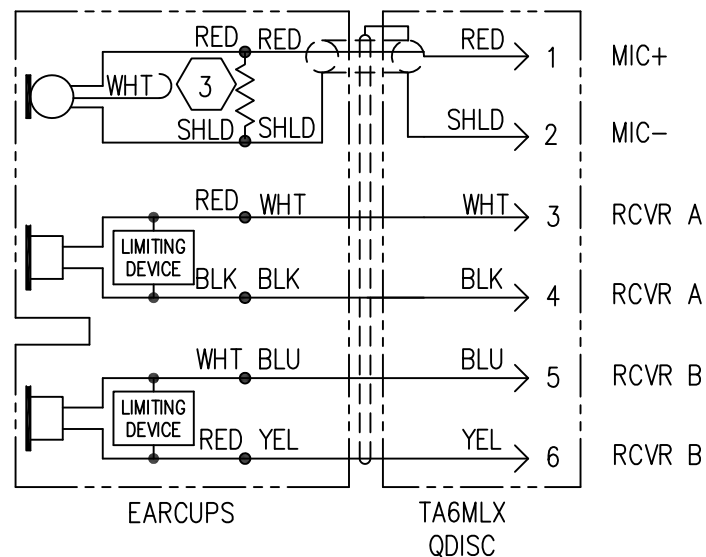 RED RED RED 1 MIC+
WHT 3
SHLD SHLD SHLD 2 MIC-
RED WHT WHT 3 RCVR A
LIMITING
DEVICE
BLK BLK BLK 4 RCVR A
WHT BLU BLU 5 RCVR B
LIMITING
DEVICE
RED YEL YEL 6 RCVR B
EARCUPS
TA6MLX
QDISC